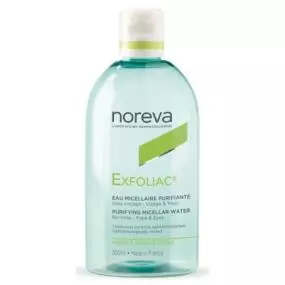 noreva
LABORATOIRES DERMATOLOGIQUES
EXFOLIAC®
EAU MICELLAIRE PURIFIANTE
Sans rinçage - Visage & Yeux
PURIFYING MICELLAR WATER
No rinse - Face & Eyes
500ml • Made in France